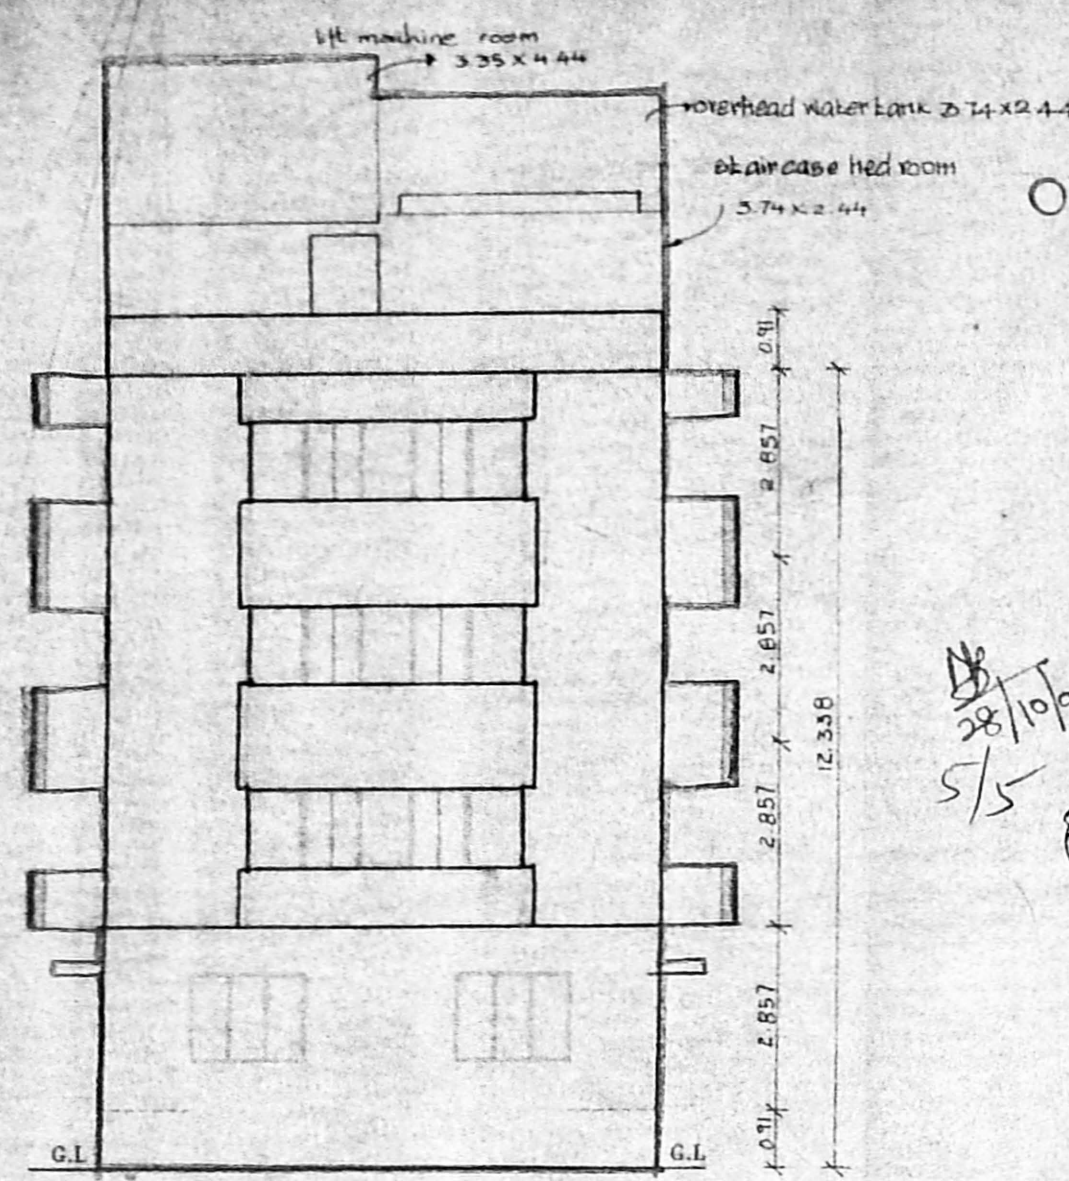 lift machine room
3.35 X 4.44
overhead water tank 3.74 X 2.44
staircase hed room
3.74 X 2.44
0.91
2.857
2.857
12.338
28/10/9
2.857
5/5
2.857
0.91
G.L
G.L